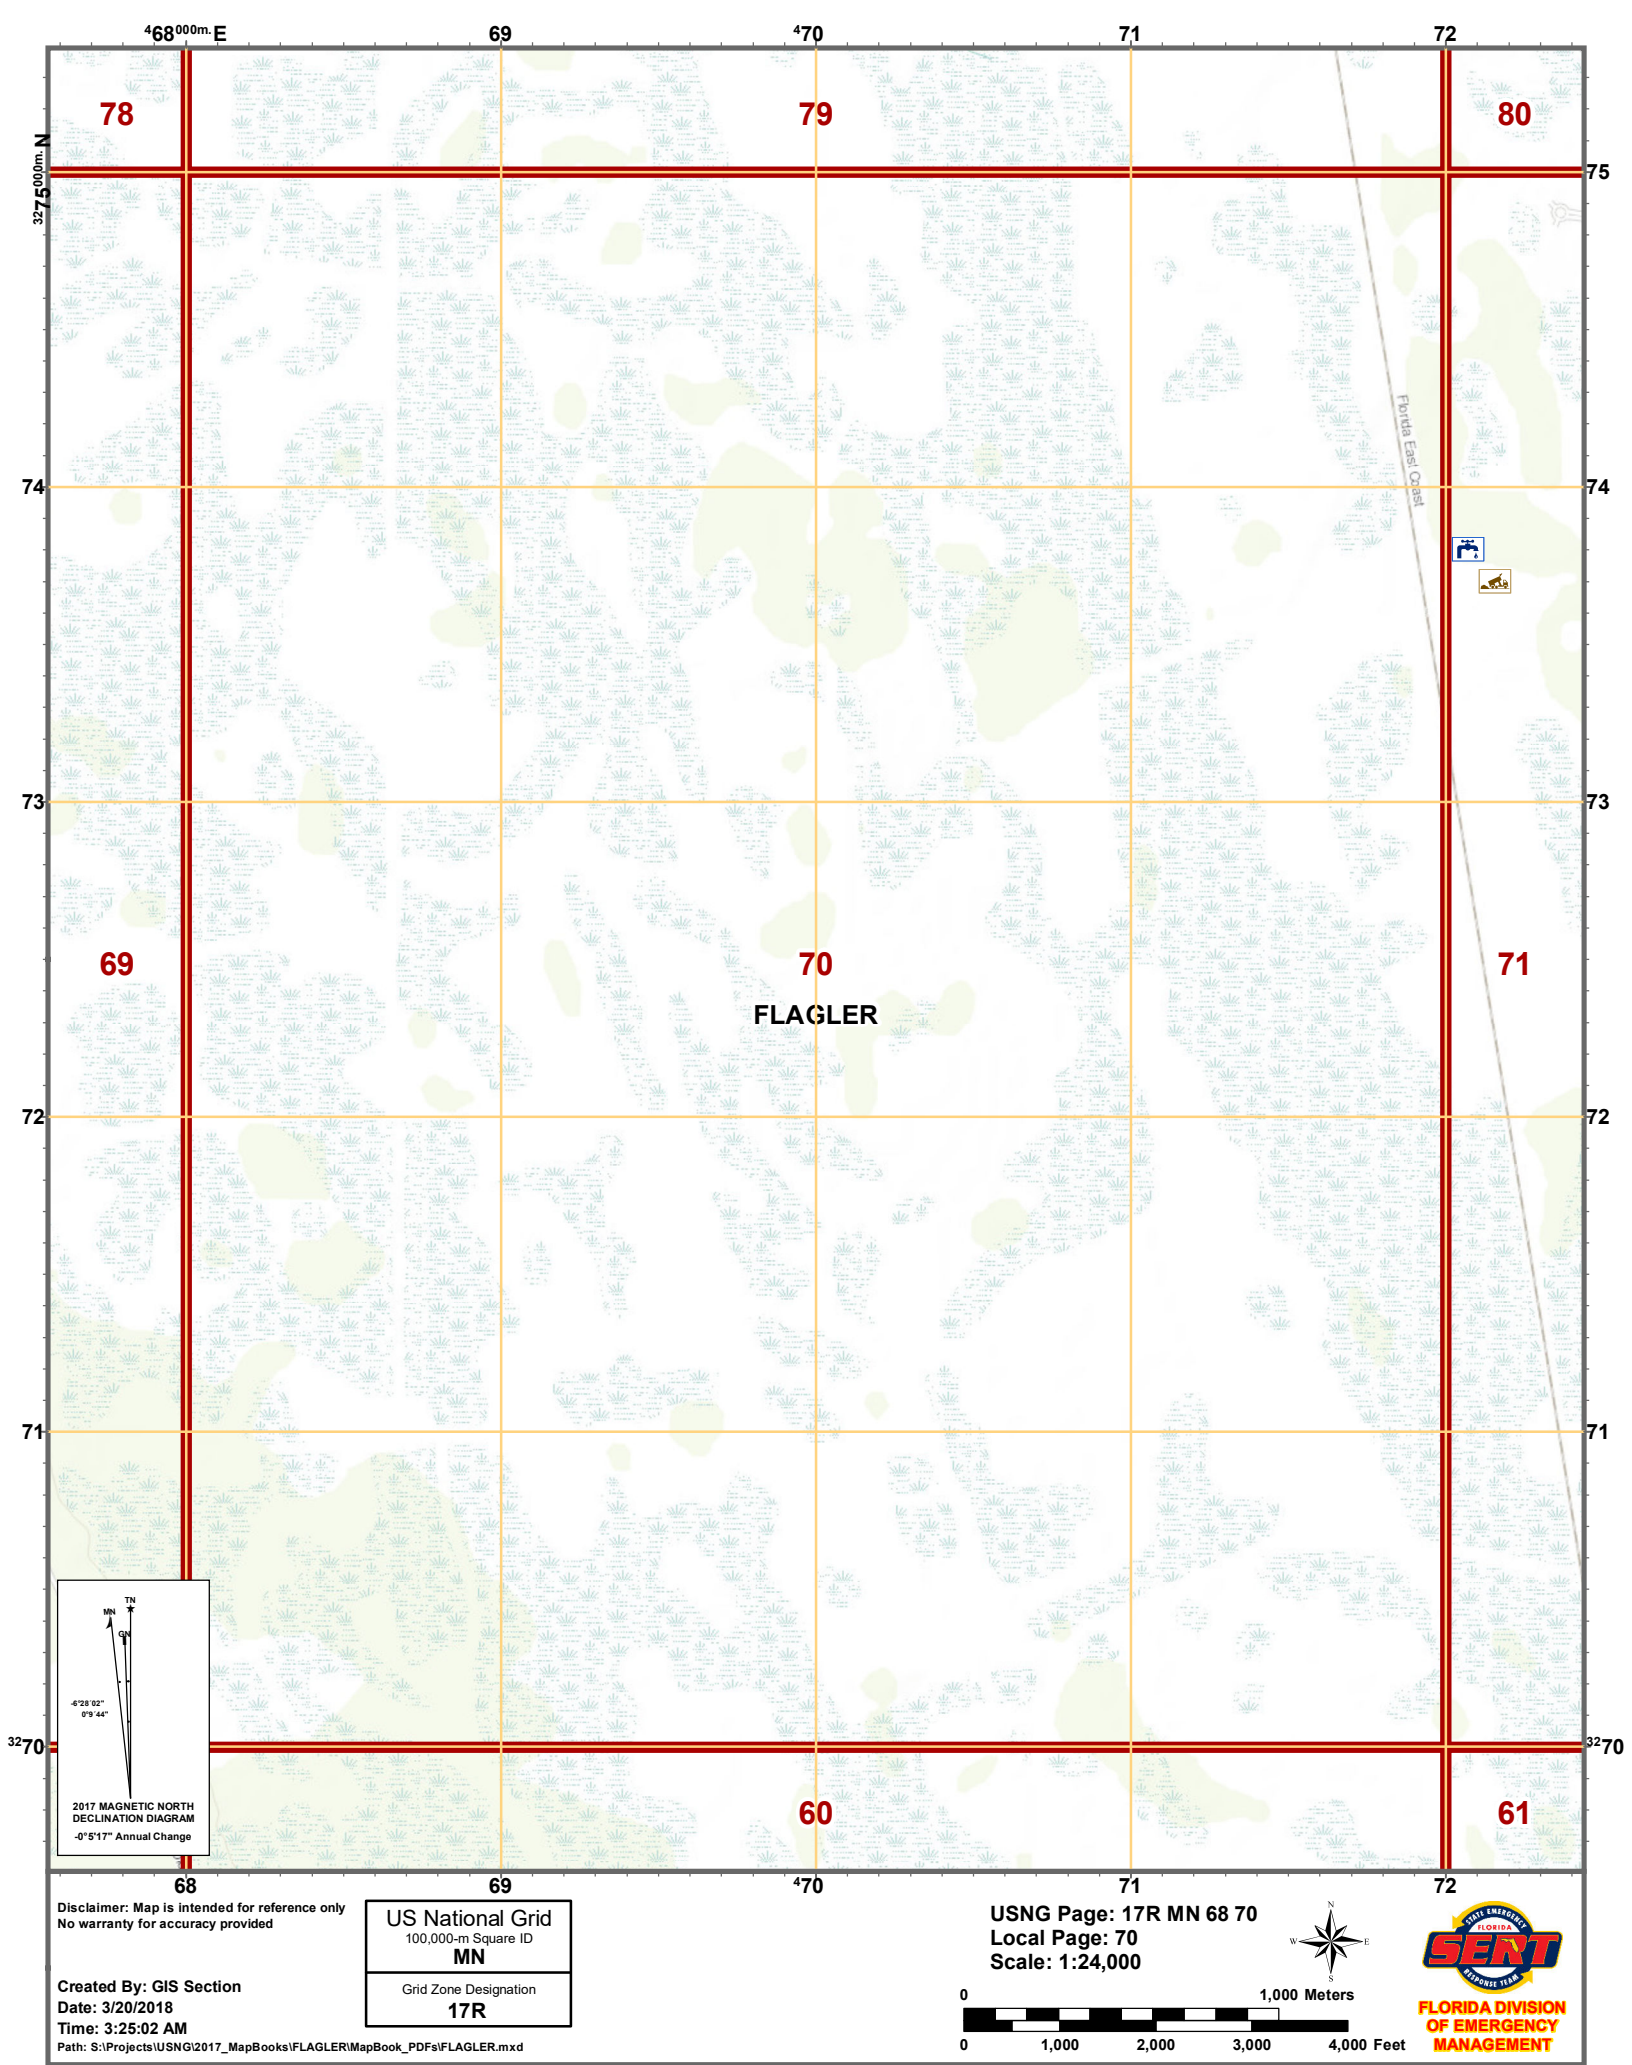 468000m.E 69 470 71 72
78 79 80
3275000m.N 75
Florida East Coast
74 74
73 73
69 70 71
FLAGLER
72 72
71 71
TN
MN
GN
-6°28'02"
0°9'44"
3270 3270
2017 MAGNETIC NORTH
DECLINATION DIAGRAM
-0°5'17" Annual Change
60 61
68 69 470 71 72
Disclaimer: Map is intended for reference only
No warranty for accuracy provided
Created By: GIS Section
Date: 3/20/2018
Time: 3:25:02 AM
Path: S:\Projects\USNG\2017_MapBooks\FLAGLER\MapBook_PDFs\FLAGLER.mxd
US National Grid
100,000-m Square ID
MN
Grid Zone Designation
17R
USNG Page: 17R MN 68 70
Local Page: 70
Scale: 1:24,000
N
W E
S
0 1,000 Meters
0 1,000 2,000 3,000 4,000 Feet
STATE EMERGENCY
FLORIDA
SERT
RESPONSE TEAM
FLORIDA DIVISION
OF EMERGENCY
MANAGEMENT